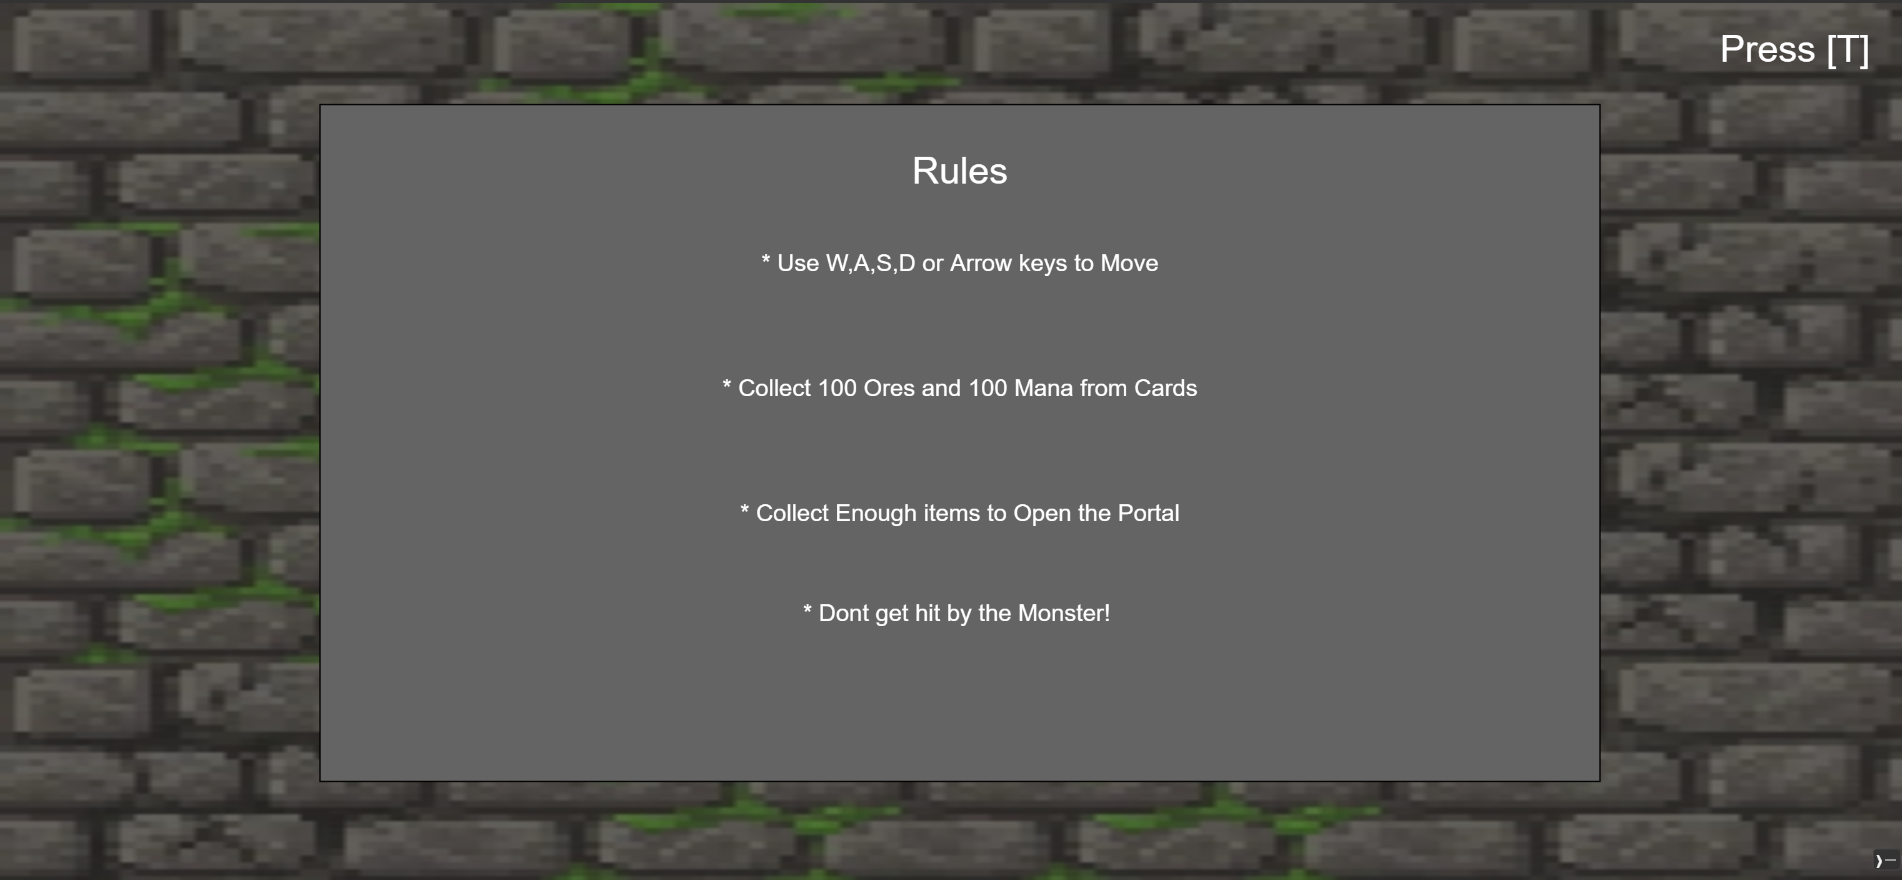 Press [T]
Rules
* Use W,A,S,D or Arrow keys to Move
* Collect 100 Ores and 100 Mana from Cards
* Collect Enough items to Open the Portal
* Dont get hit by the Monster!